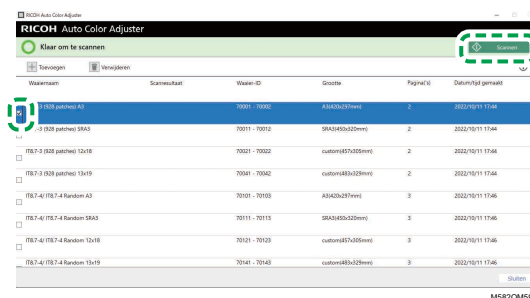 RICOH Auto Color Adjuster
RICOH Auto Color Adjuster
Klaar om te scannen
Scannen
Toevoegen Verwijderen
Waaiernaam Scanresultaat Waaier-ID Grootte Pagina('s) Datum/tijd gemaakt
-3 (928 patches) A3 70001 - 70002 A3(420x297mm) 2 2022/10/11 17:44
IT8.7-3 (928 patches) SRA3 70011 - 70012 SRA3(450x320mm) 2 2022/10/11 17:44
IT8.7-3 (928 patches) 12x18 70021 - 70022 custom(457x305mm) 2 2022/10/11 17:44
IT8.7-3 (928 patches) 13x19 70041 - 70042 custom(483x329mm) 2 2022/10/11 17:44
IT8.7-4/ IT8.7-4 Random A3 70101 - 70103 A3(420x297mm) 3 2022/10/11 17:46
IT8.7-4/ IT8.7-4 Random SRA3 70111 - 70113 SRA3(450x320mm) 3 2022/10/11 17:46
IT8.7-4/ IT8.7-4 Random 12x18 70121 - 70123 custom(457x305mm) 3 2022/10/11 17:46
IT8.7-4/ IT8.7-4 Random 13x19 70141 - 70143 custom(483x329mm) 3 2022/10/11 17:46
Sluiten